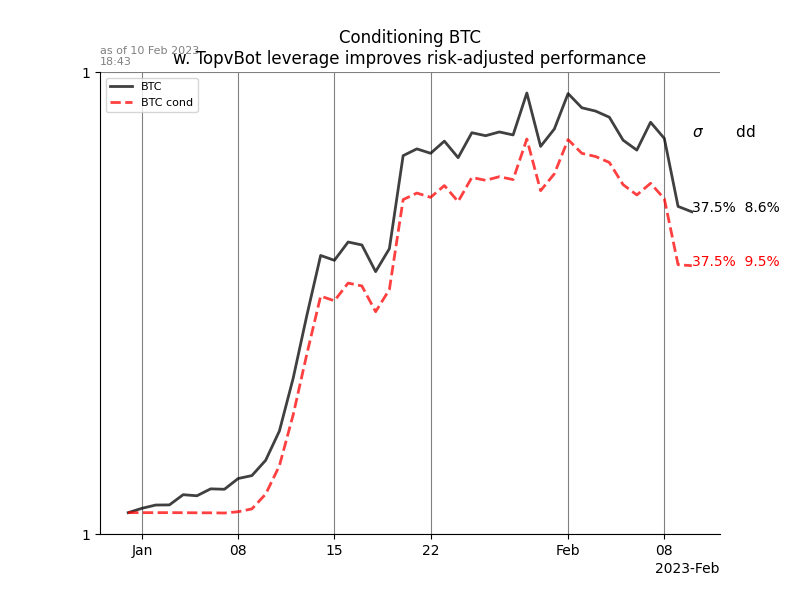 Conditioning BTC
w. TopvBot leverage improves risk-adjusted performance
as of 10 Feb 2023
18:43
1
BTC
BTC cond
σ dd
37.5% 8.6%
37.5% 9.5%
1
Jan 08 15 22 Feb 08
2023-Feb